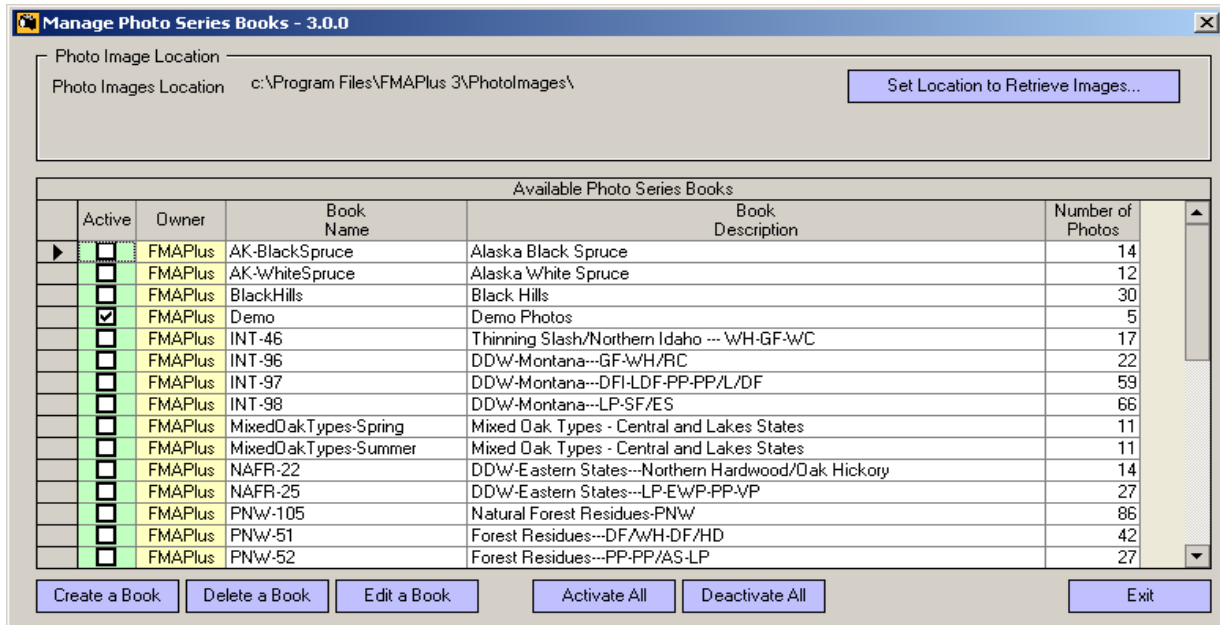 Manage Photo Series Books - 3.0.0
Photo Image Location
Photo Images Location c:\Program Files\FMAPlus 3\PhotoImages\ Set Location to Retrieve Images...
Available Photo Series Books
Active Owner Book Name Book Description Number of Photos
FMAPlus AK-BlackSpruce Alaska Black Spruce 14
FMAPlus AK-WhiteSpruce Alaska White Spruce 12
FMAPlus BlackHills Black Hills 30
FMAPlus Demo Demo Photos 5
FMAPlus INT-46 Thinning Slash/Northern Idaho --- WH-GF-WC 17
FMAPlus INT-96 DDW-Montana---GF-WH/RC 22
FMAPlus INT-97 DDW-Montana---DFI-LDF-PP-PP/L/DF 59
FMAPlus INT-98 DDW-Montana---LP-SF/ES 66
FMAPlus MixedOakTypes-Spring Mixed Oak Types - Central and Lakes States 11
FMAPlus MixedOakTypes-Summer Mixed Oak Types - Central and Lakes States 11
FMAPlus NAFR-22 DDW-Eastern States---Northern Hardwood/Oak Hickory 14
FMAPlus NAFR-25 DDW-Eastern States---LP-EWP-PP-VP 27
FMAPlus PNW-105 Natural Forest Residues-PNW 86
FMAPlus PNW-51 Forest Residues---DF/WH-DF/HD 42
FMAPlus PNW-52 Forest Residues---PP-PP/AS-LP 27
Create a Book Delete a Book Edit a Book Activate All Deactivate All Exit